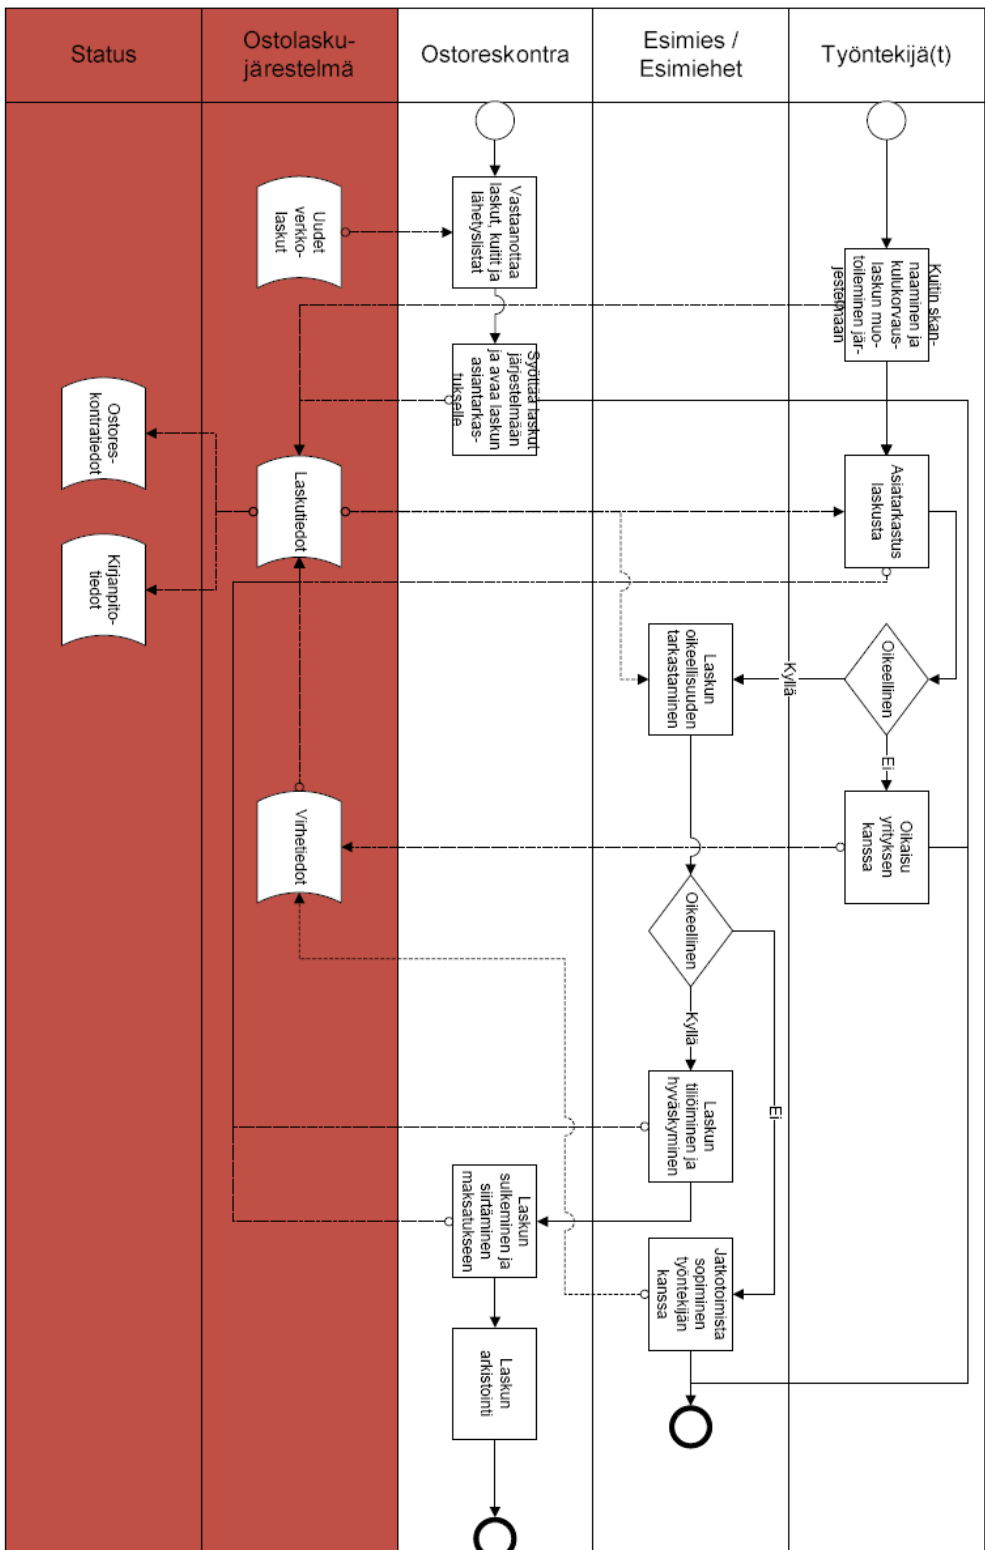 Status
Ostolasku-
järestelmä
Ostoreskontra
Esimies /
Esimiehet
Työntekijä(t)
Uudet
verkko-
laskut
Vastaanottaa
laskut, kuitit ja
lähetyslistat
Kuitin skan-
naaminen ja
kulukorvaus-
laskun muo-
toileminen jär-
jestelmään
Syöttää laskut
järjestelmään
ja avaa laskun
asiantarkas-
tukselle
Ostores-
kontratiedot
Laskutiedot
Asiatarkastus
laskusta
Kirjanpito-
tiedot
Laskun
oikeellisuuden
tarkastaminen
Kyllä
Oikeellinen
Ei
Virhetiedot
Oikaisu
yrityksen
kanssa
Oikeellinen
Kyllä
Ei
Laskun
tiliöiminen ja
hyväskyminen
Laskun
sulkeminen ja
siirtäminen
maksatukseen
Jatkotoimista
sopiminen
työntekijän
kanssa
Laskun
arkistointi